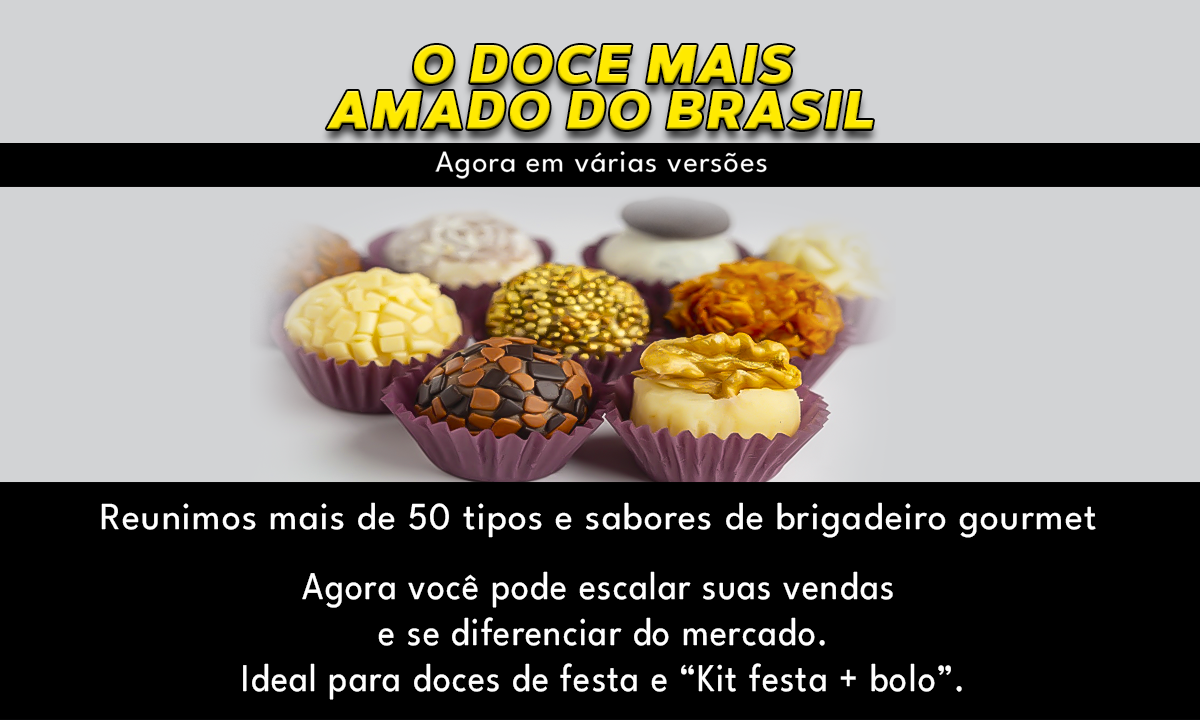 O DOCE MAIS
AMADO DO BRASIL
Agora em várias versões
Reunimos mais de 50 tipos e sabores de brigadeiro gourmet
Agora você pode escalar suas vendas
e se diferenciar do mercado.
Ideal para doces de festa e “Kit festa + bolo”.